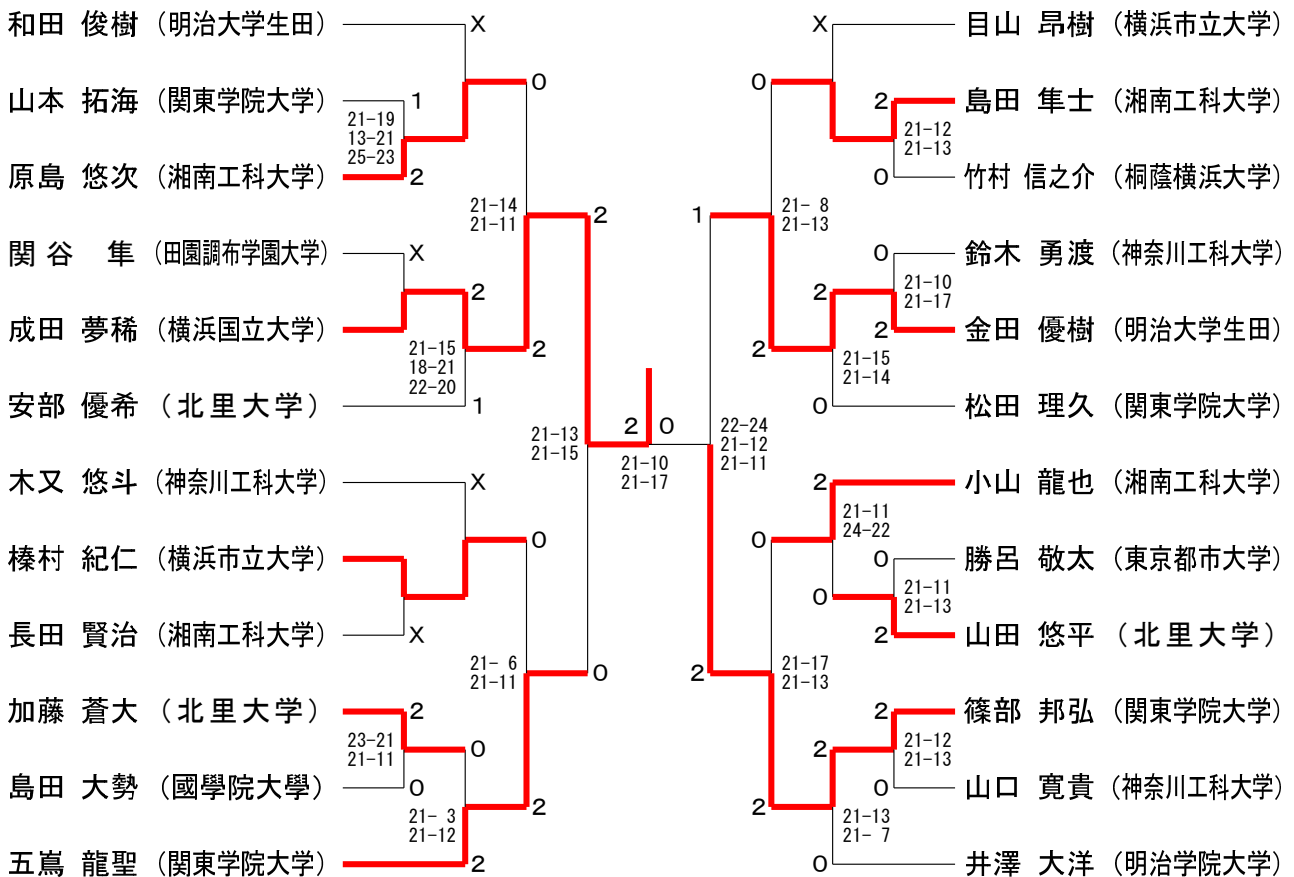 和田 俊樹 (明治大学生田)
X
山本 拓海 (関東学院大学)
1
21-19
13-21
25-23
原島 悠次 (湘南工科大学)
2
0
関谷 隼 (田園調布学園大学)
X
成田 夢稀 (横浜国立大学)
2
21-15
18-21
22-20
安部 優希 (北里大学)
1
2
21-14
21-11
2
木又 悠斗 (神奈川工科大学)
X
榛村 紀仁 (横浜市立大学)
長田 賢治 (湘南工科大学)
X
0
加藤 蒼大 (北里大学)
2
23-21
21-11
島田 大勢 (國學院大學)
0
0
21- 3
21-12
五嶌 龍聖 (関東学院大学)
2
2
21- 6
21-11
0
21-13
21-15
2
0
21-10
21-17
X
目山 昂樹 (横浜市立大学)
0
2
島田 隼士 (湘南工科大学)
21-12
21-13
0
竹村 信之介 (桐蔭横浜大学)
1
21- 8
21-13
0
鈴木 勇渡 (神奈川工科大学)
21-10
21-17
2
2
金田 優樹 (明治大学生田)
2
21-15
21-14
0
松田 理久 (関東学院大学)
22-24
21-12
21-11
2
小山 龍也 (湘南工科大学)
21-11
24-22
0
0
勝呂 敬太 (東京都市大学)
21-11
21-13
0
2
山田 悠平 (北里大学)
2
21-17
21-13
2
篠部 邦弘 (関東学院大学)
21-12
21-13
2
0
山口 寛貴 (神奈川工科大学)
2
21-13
21- 7
0
井澤 大洋 (明治学院大学)